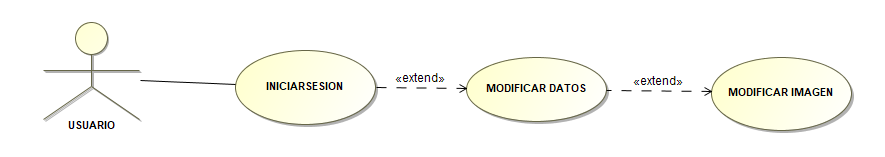 USUARIO
INICIARSESION
«extend»
MODIFICAR DATOS
«extend»
MODIFICAR IMAGEN